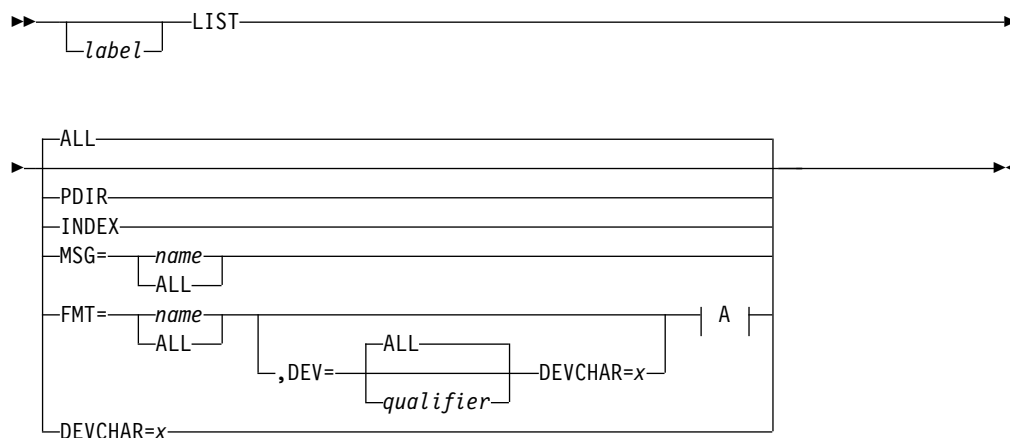 LIST
label
ALL
PDIR
INDEX
MSG= name
ALL
FMT= name A
ALL
ALL
,DEV= DEVCHAR=x
qualifier
DEVCHAR=x